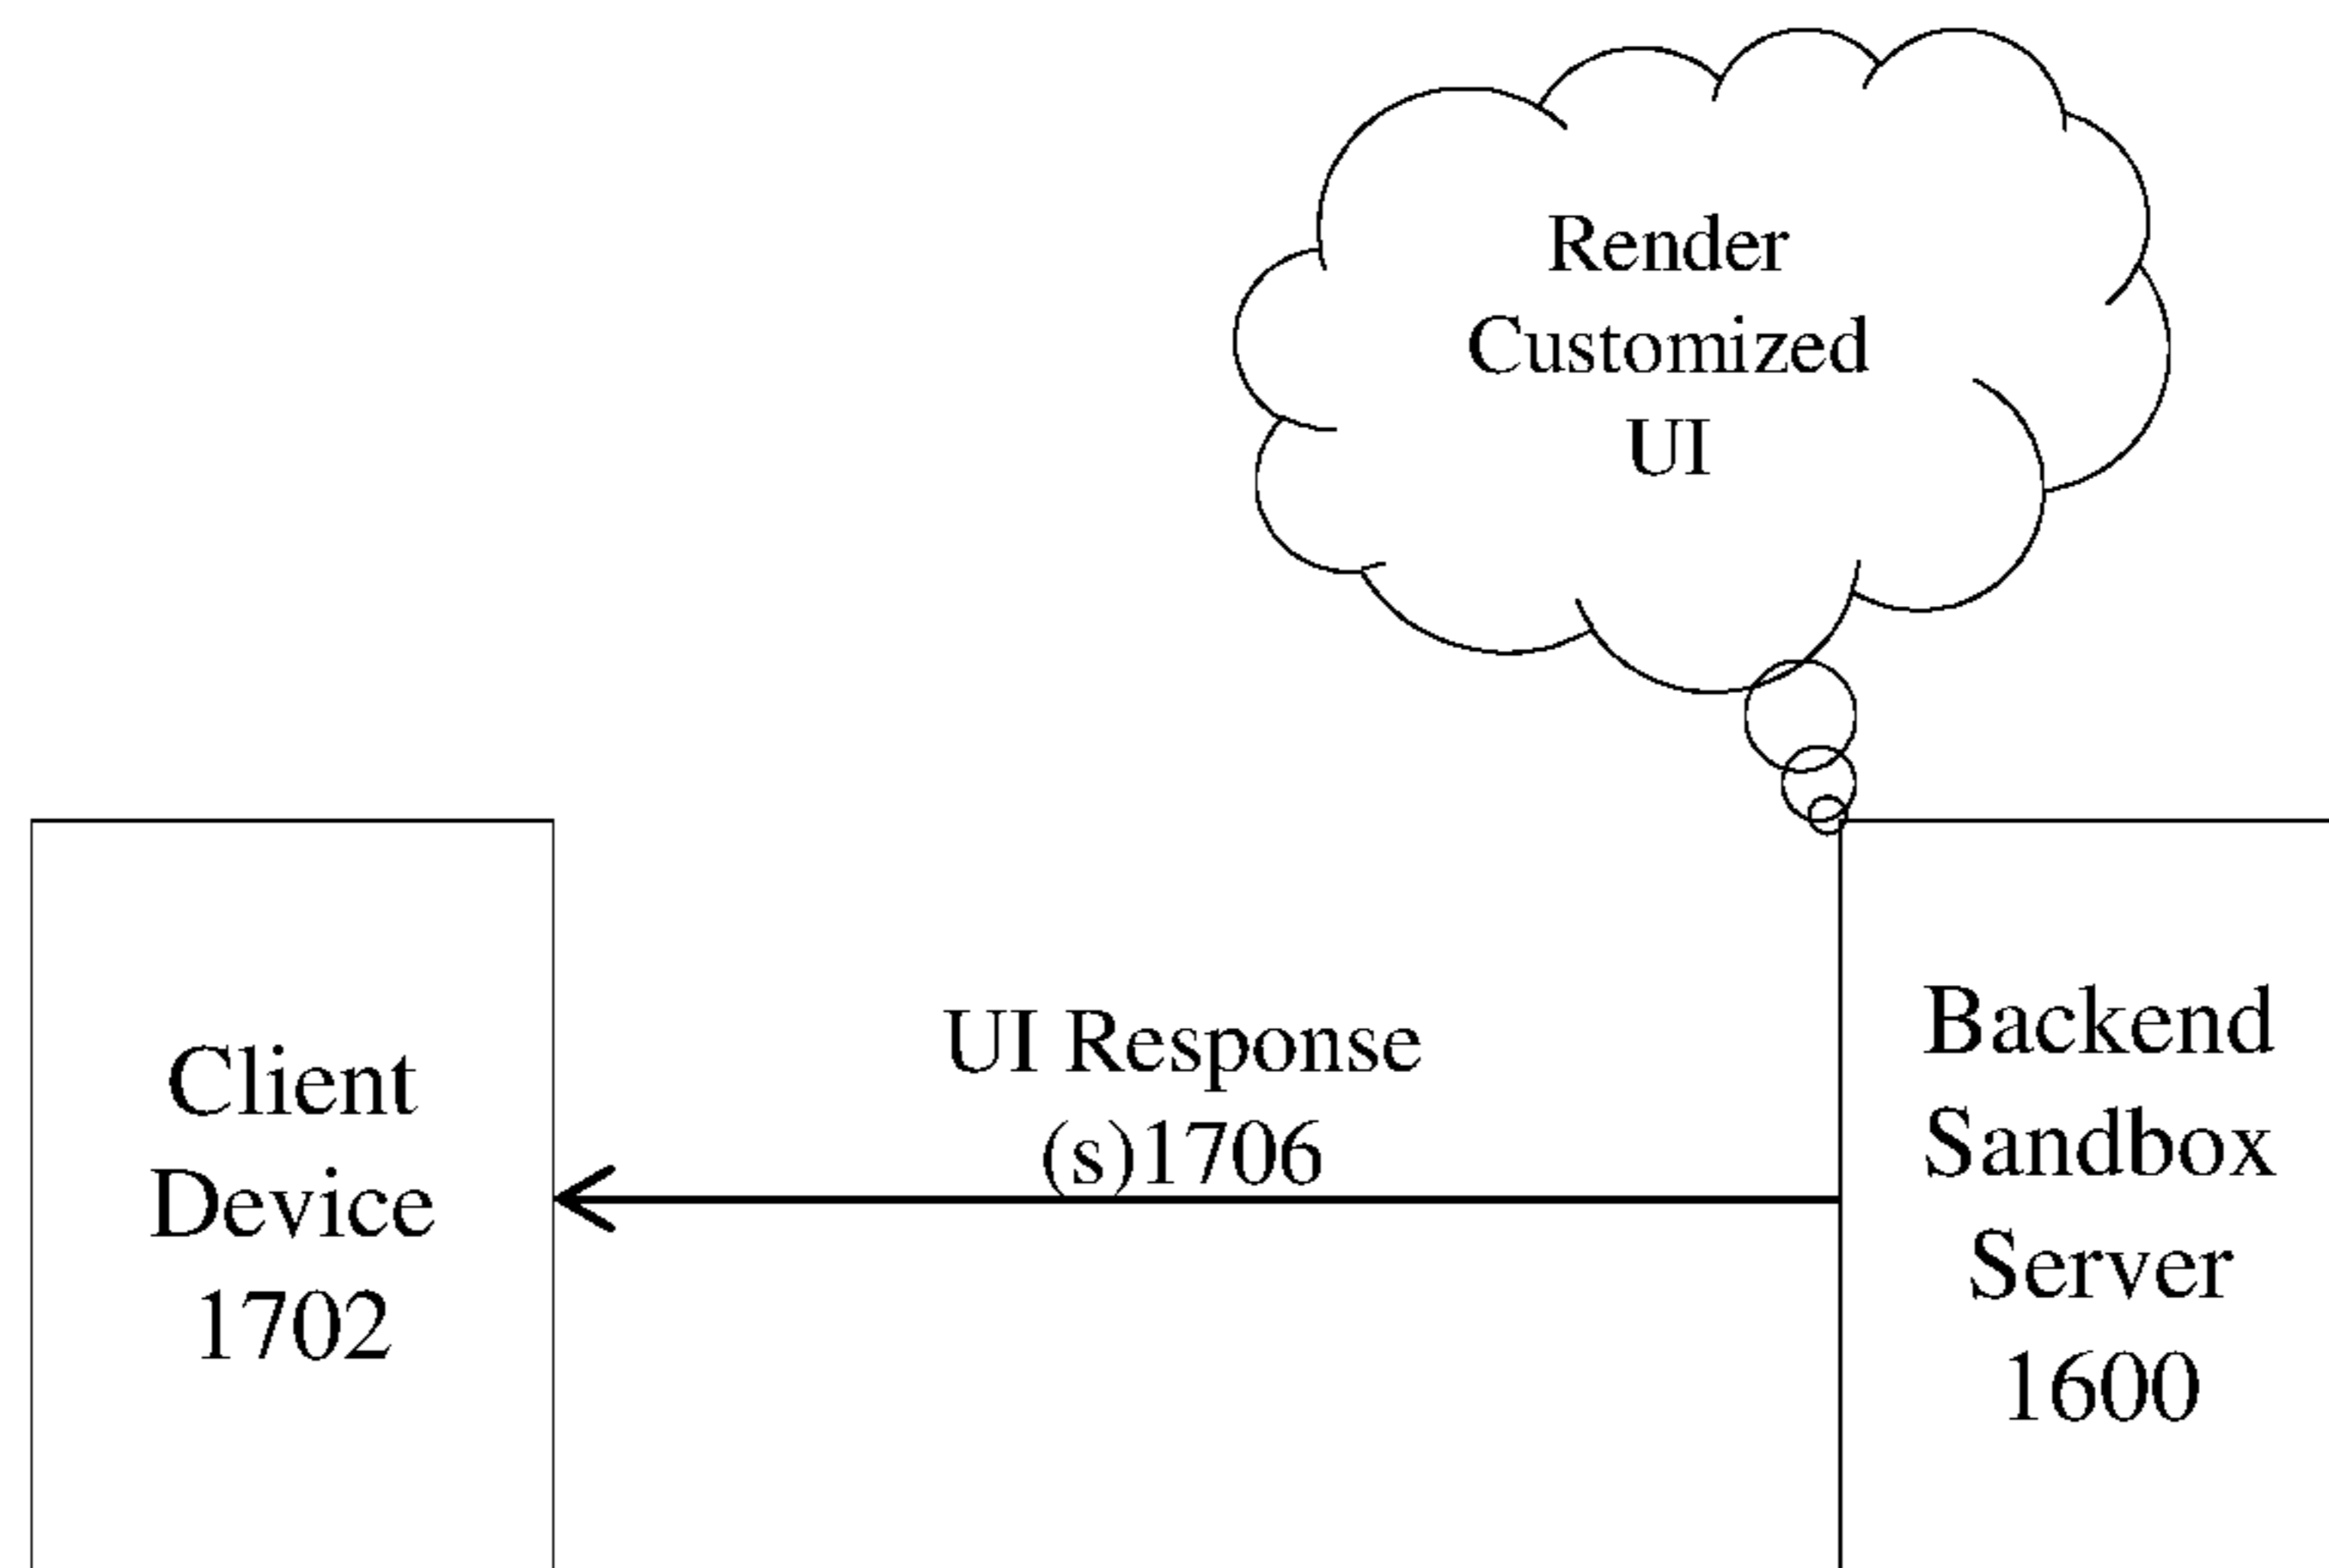 Render
Customized
UI
UI Response
(s)1706
Client
Device
1702
Backend
Sandbox
Server
1600